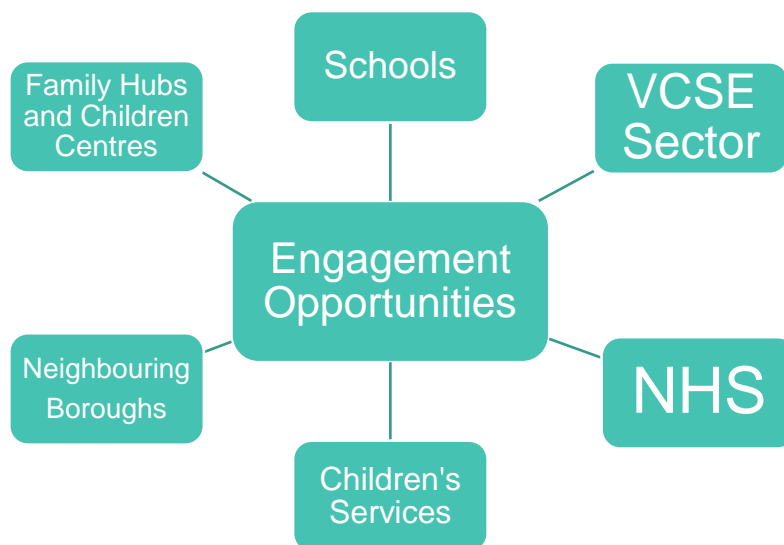 Schools
Family Hubs
and Children
Centres
VCSE
Sector
Engagement
Opportunities
Neighbouring
Boroughs
NHS
Children's
Services